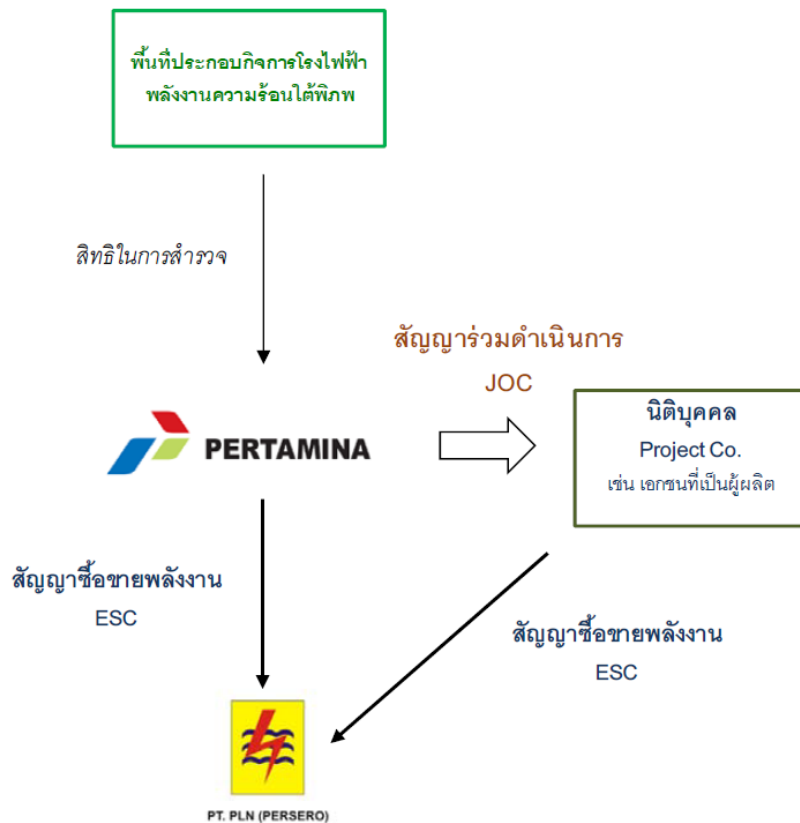 พื้นที่ประกอบกิจการโรงไฟฟ้า
พลังงานความร้อนใต้พิภพ
สิทธิในการสำรวจ
สัญญาร่วมดำเนินการ
JOC
นิติบุคคล
Project Co.
เช่น เอกชนที่เป็นผู้ผลิต
PERTAMINA
สัญญาซื้อขายพลังงาน
ESC
สัญญาซื้อขายพลังงาน
ESC
PT. PLN (PERSERO)